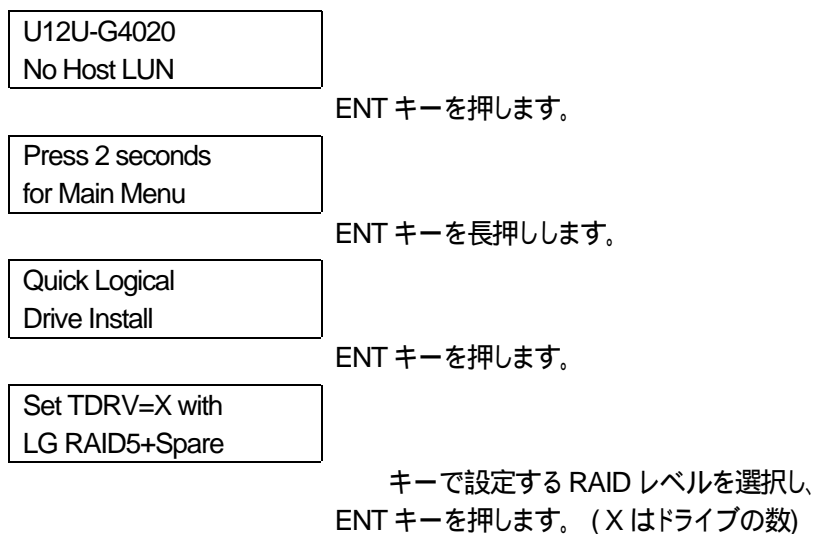 U12U-G4020
No Host LUN
ENT キーを押します。
Press 2 seconds
for Main Menu
ENT キーを長押しします。
Quick Logical
Drive Install
ENT キーを押します。
Set TDRV=X with
LG RAID5+Spare
キーで設定する RAID レベルを選択し、
ENT キーを押します。 ( X はドライブの数)